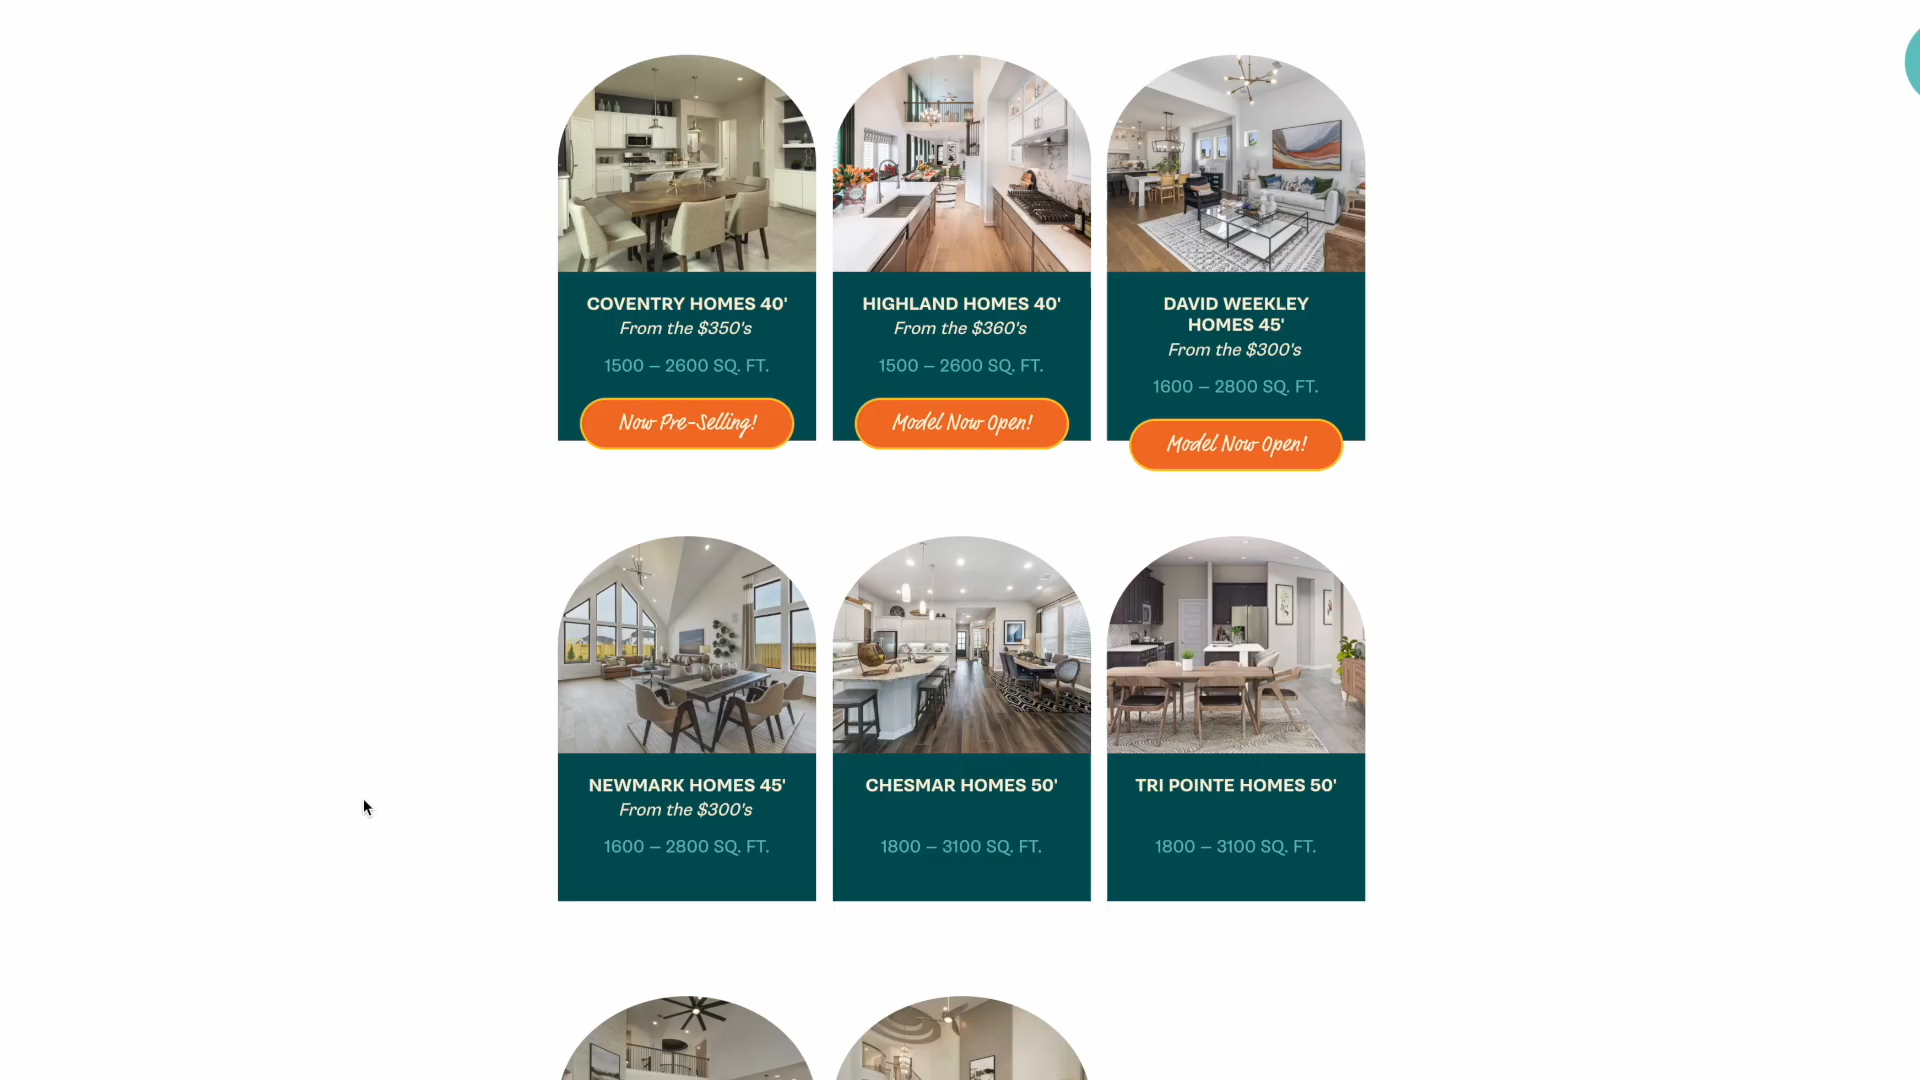 COVENTRY HOMES 40'
From the $350's
1500 – 2600 SQ. FT.
Now Pre-Selling!
HIGHLAND HOMES 40'
From the $360's
1500 – 2600 SQ. FT.
Model Now Open!
DAVID WEEKLEY
HOMES 45'
From the $300's
1600 – 2800 SQ. FT.
Model Now Open!
NEWMARK HOMES 45'
From the $300's
1600 – 2800 SQ. FT.
CHESMAR HOMES 50'
1800 – 3100 SQ. FT.
TRI POINTE HOMES 50'
1800 – 3100 SQ. FT.